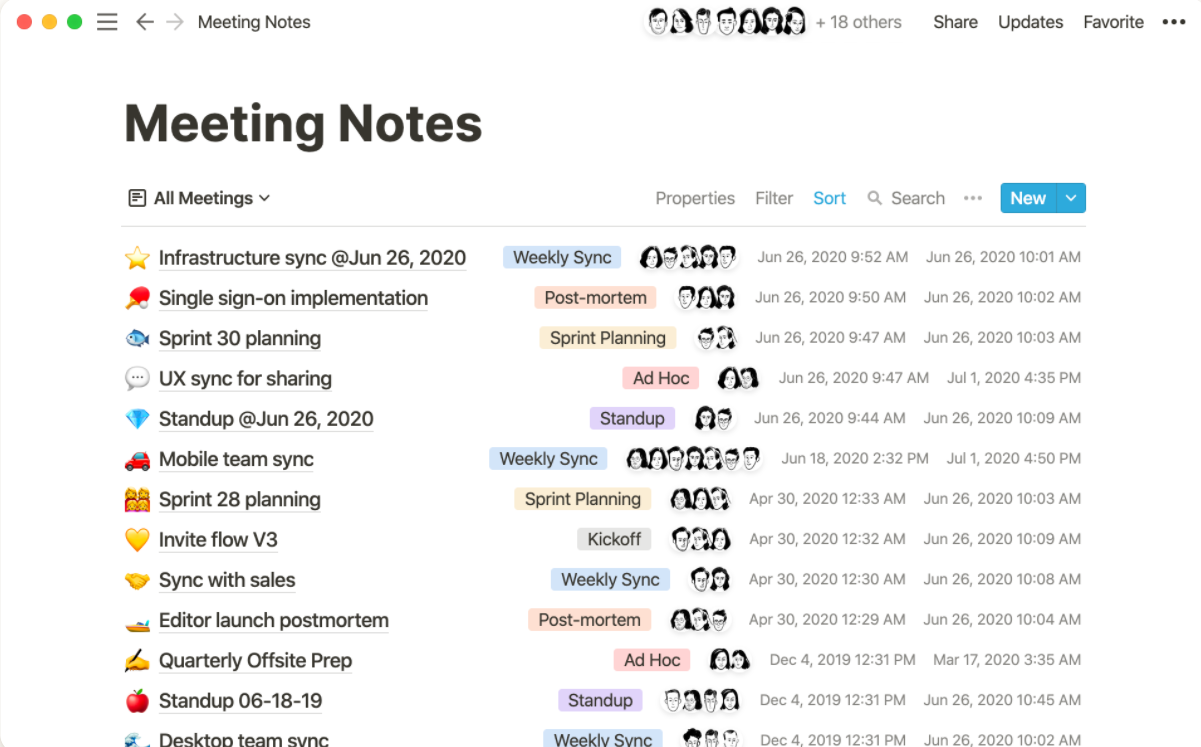 Meeting Notes + 18 others Share Updates Favorite
Meeting Notes
All Meetings Properties Filter Sort Search New
Infrastructure sync @Jun 26, 2020 Weekly Sync Jun 26, 2020 9:52 AM Jun 26, 2020 10:01 AM
Single sign-on implementation Post-mortem Jun 26, 2020 9:50 AM Jun 26, 2020 10:02 AM
Sprint 30 planning Sprint Planning Jun 26, 2020 9:47 AM Jun 26, 2020 10:03 AM
UX sync for sharing Ad Hoc Jun 26, 2020 9:47 AM Jul 1, 2020 4:35 PM
Standup @Jun 26, 2020 Standup Jun 26, 2020 9:44 AM Jun 26, 2020 10:09 AM
Mobile team sync Weekly Sync Jun 18, 2020 2:32 PM Jul 1, 2020 4:50 PM
Sprint 28 planning Sprint Planning Apr 30, 2020 12:33 AM Jun 26, 2020 10:03 AM
Invite flow V3 Kickoff Apr 30, 2020 12:32 AM Jun 26, 2020 10:09 AM
Sync with sales Weekly Sync Apr 30, 2020 12:30 AM Jun 26, 2020 10:08 AM
Editor launch postmortem Post-mortem Apr 30, 2020 12:29 AM Jun 26, 2020 10:04 AM
Quarterly Offsite Prep Ad Hoc Dec 4, 2019 12:31 PM Mar 17, 2020 3:35 AM
Standup 06-18-19 Standup Dec 4, 2019 12:31 PM Jun 26, 2020 10:45 AM
Desktop team sync Weekly Sync Dec 4, 2019 12:31 PM Jun 26, 2020 10:02 AM